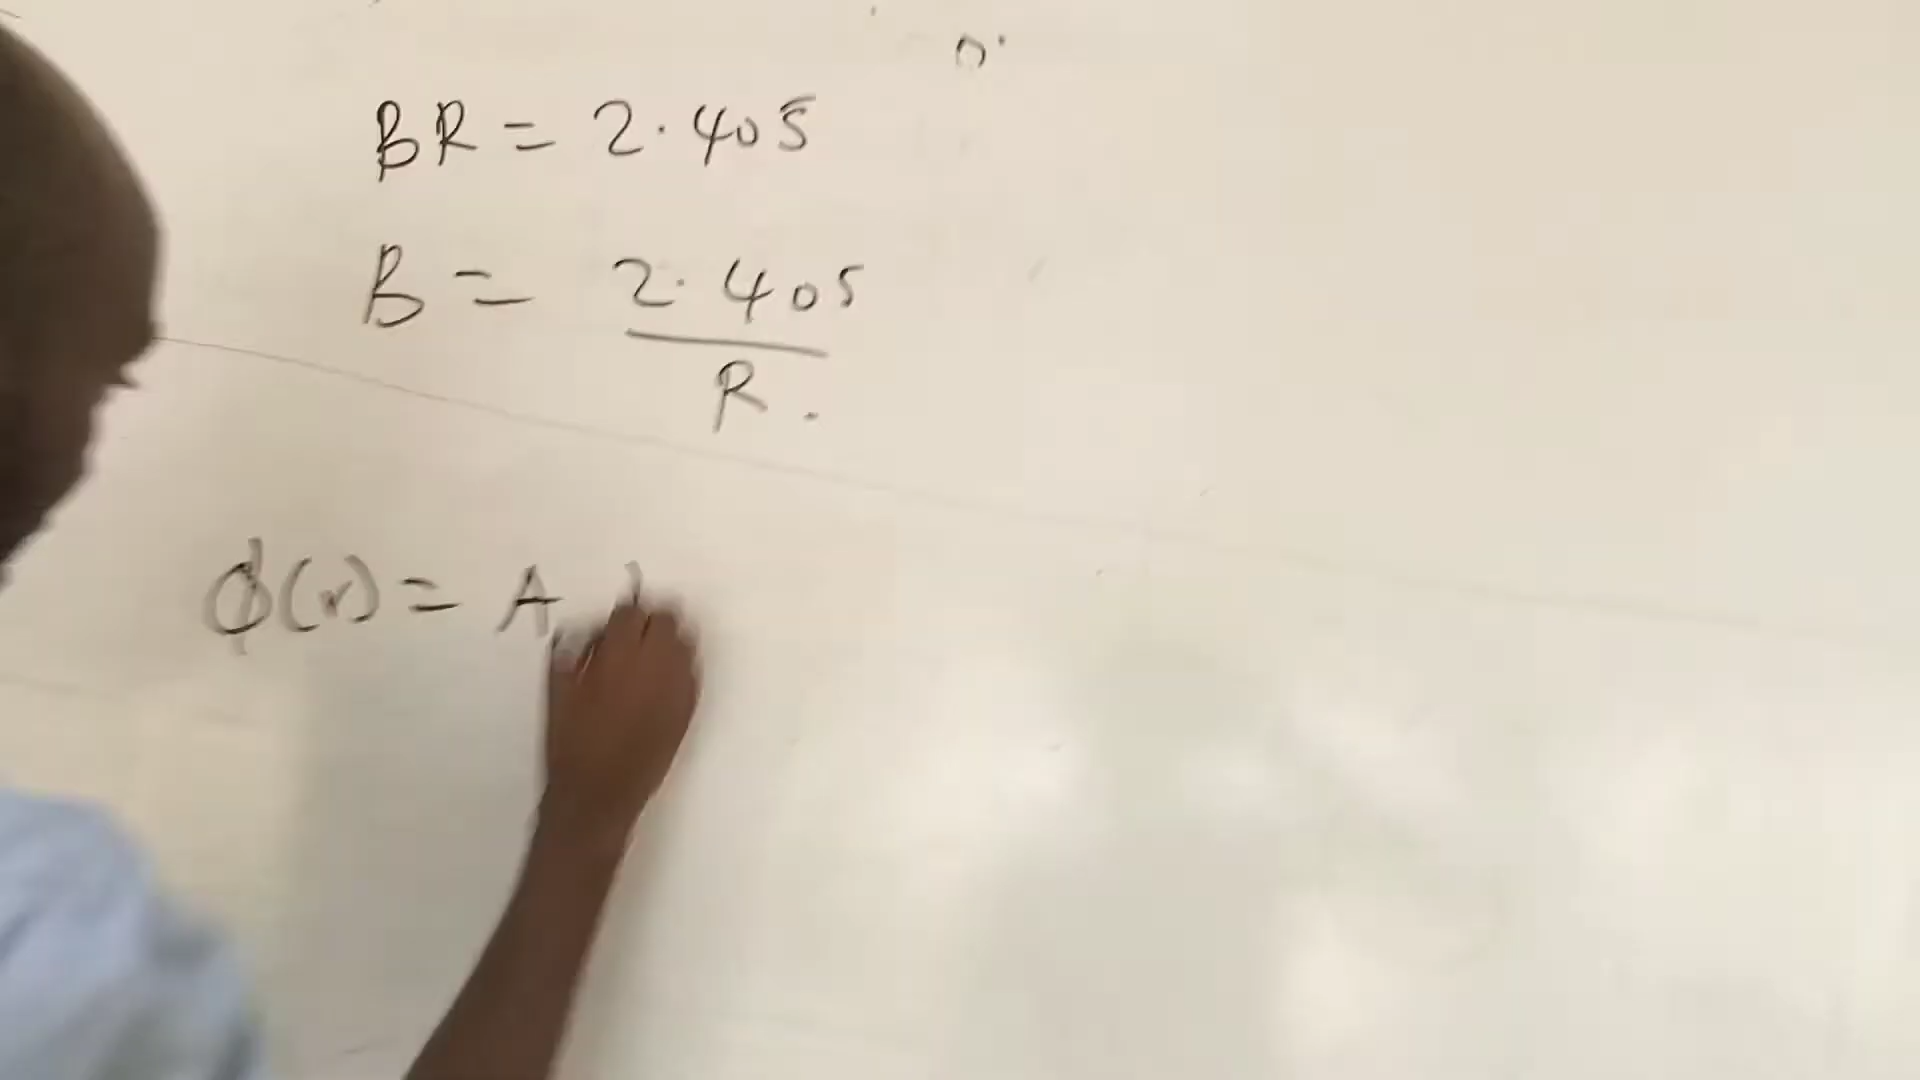 BR = 2.405
B = 2.405
R.
ϕ(r) = A